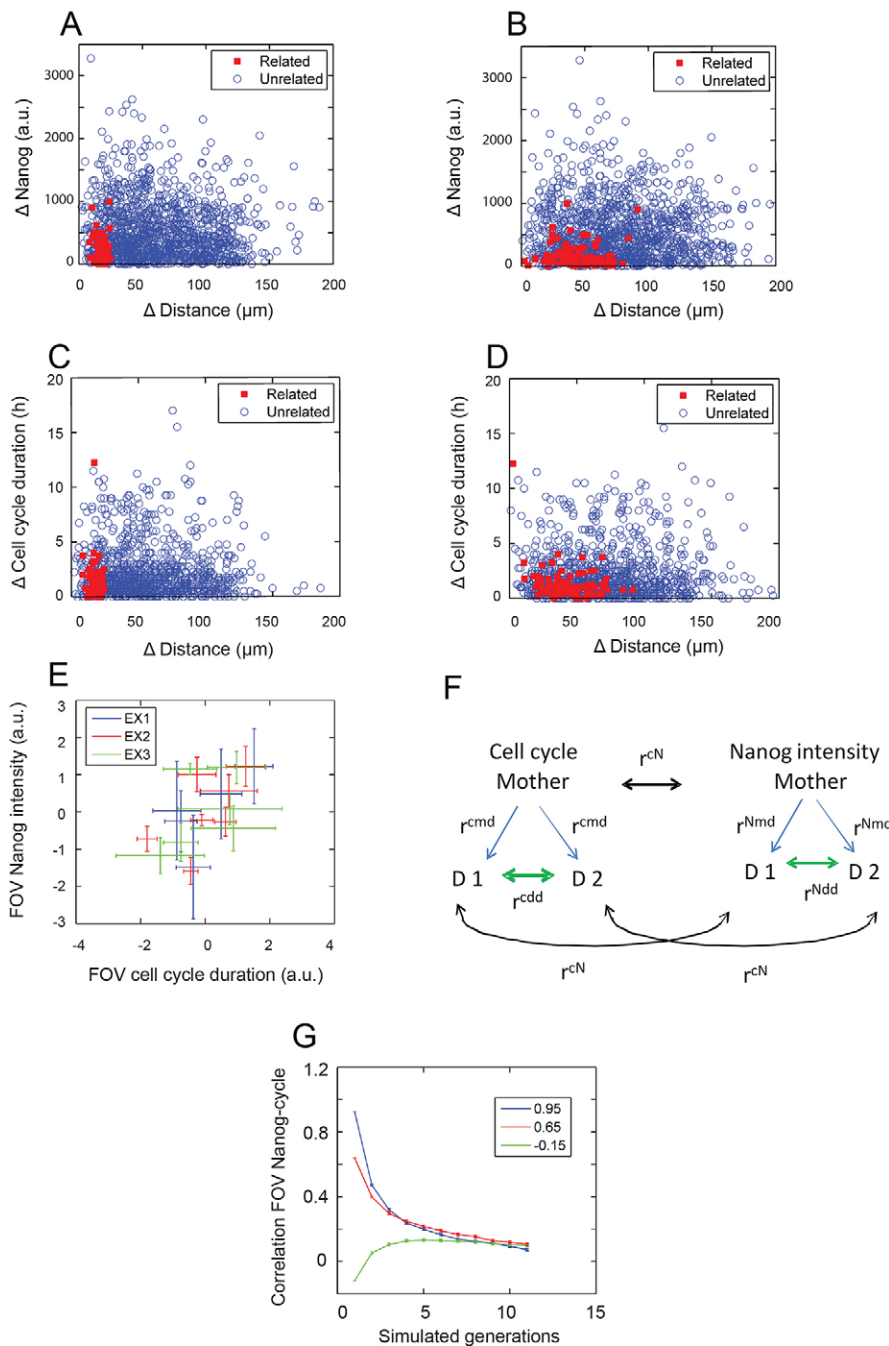 A
Δ Nanog (a.u.)
3000
2000
1000
0
Related
Unrelated
0 50 100 150 200
Δ Distance (µm)
B
Δ Nanog (a.u.)
3000
2000
1000
0
Related
Unrelated
0 50 100 150 200
Δ Distance (µm)
C
Δ Cell cycle duration (h)
20
15
10
5
0
Related
Unrelated
0 50 100 150 200
Δ Distance (µm)
D
Δ Cell cycle duration (h)
20
15
10
5
0
Related
Unrelated
0 50 100 150 200
Δ Distance (µm)
E
FOV Nanog intensity (a.u.)
3
2
1
0
-1
-2
-3
EX1
EX2
EX3
-4 -2 0 2 4
FOV cell cycle duration (a.u.)
F
Cell cycle
Mother
r^cN
Nanog intensity
Mother
r^cmd r^cmd
r^Nmd r^Nmd
D 1 D 2
r^cdd
D 1 D 2
r^Ndd
r^cN r^cN
G
Correlation FOV Nanog-cycle
1.2
0.8
0.4
0
0.95
0.65
-0.15
0 5 10 15
Simulated generations